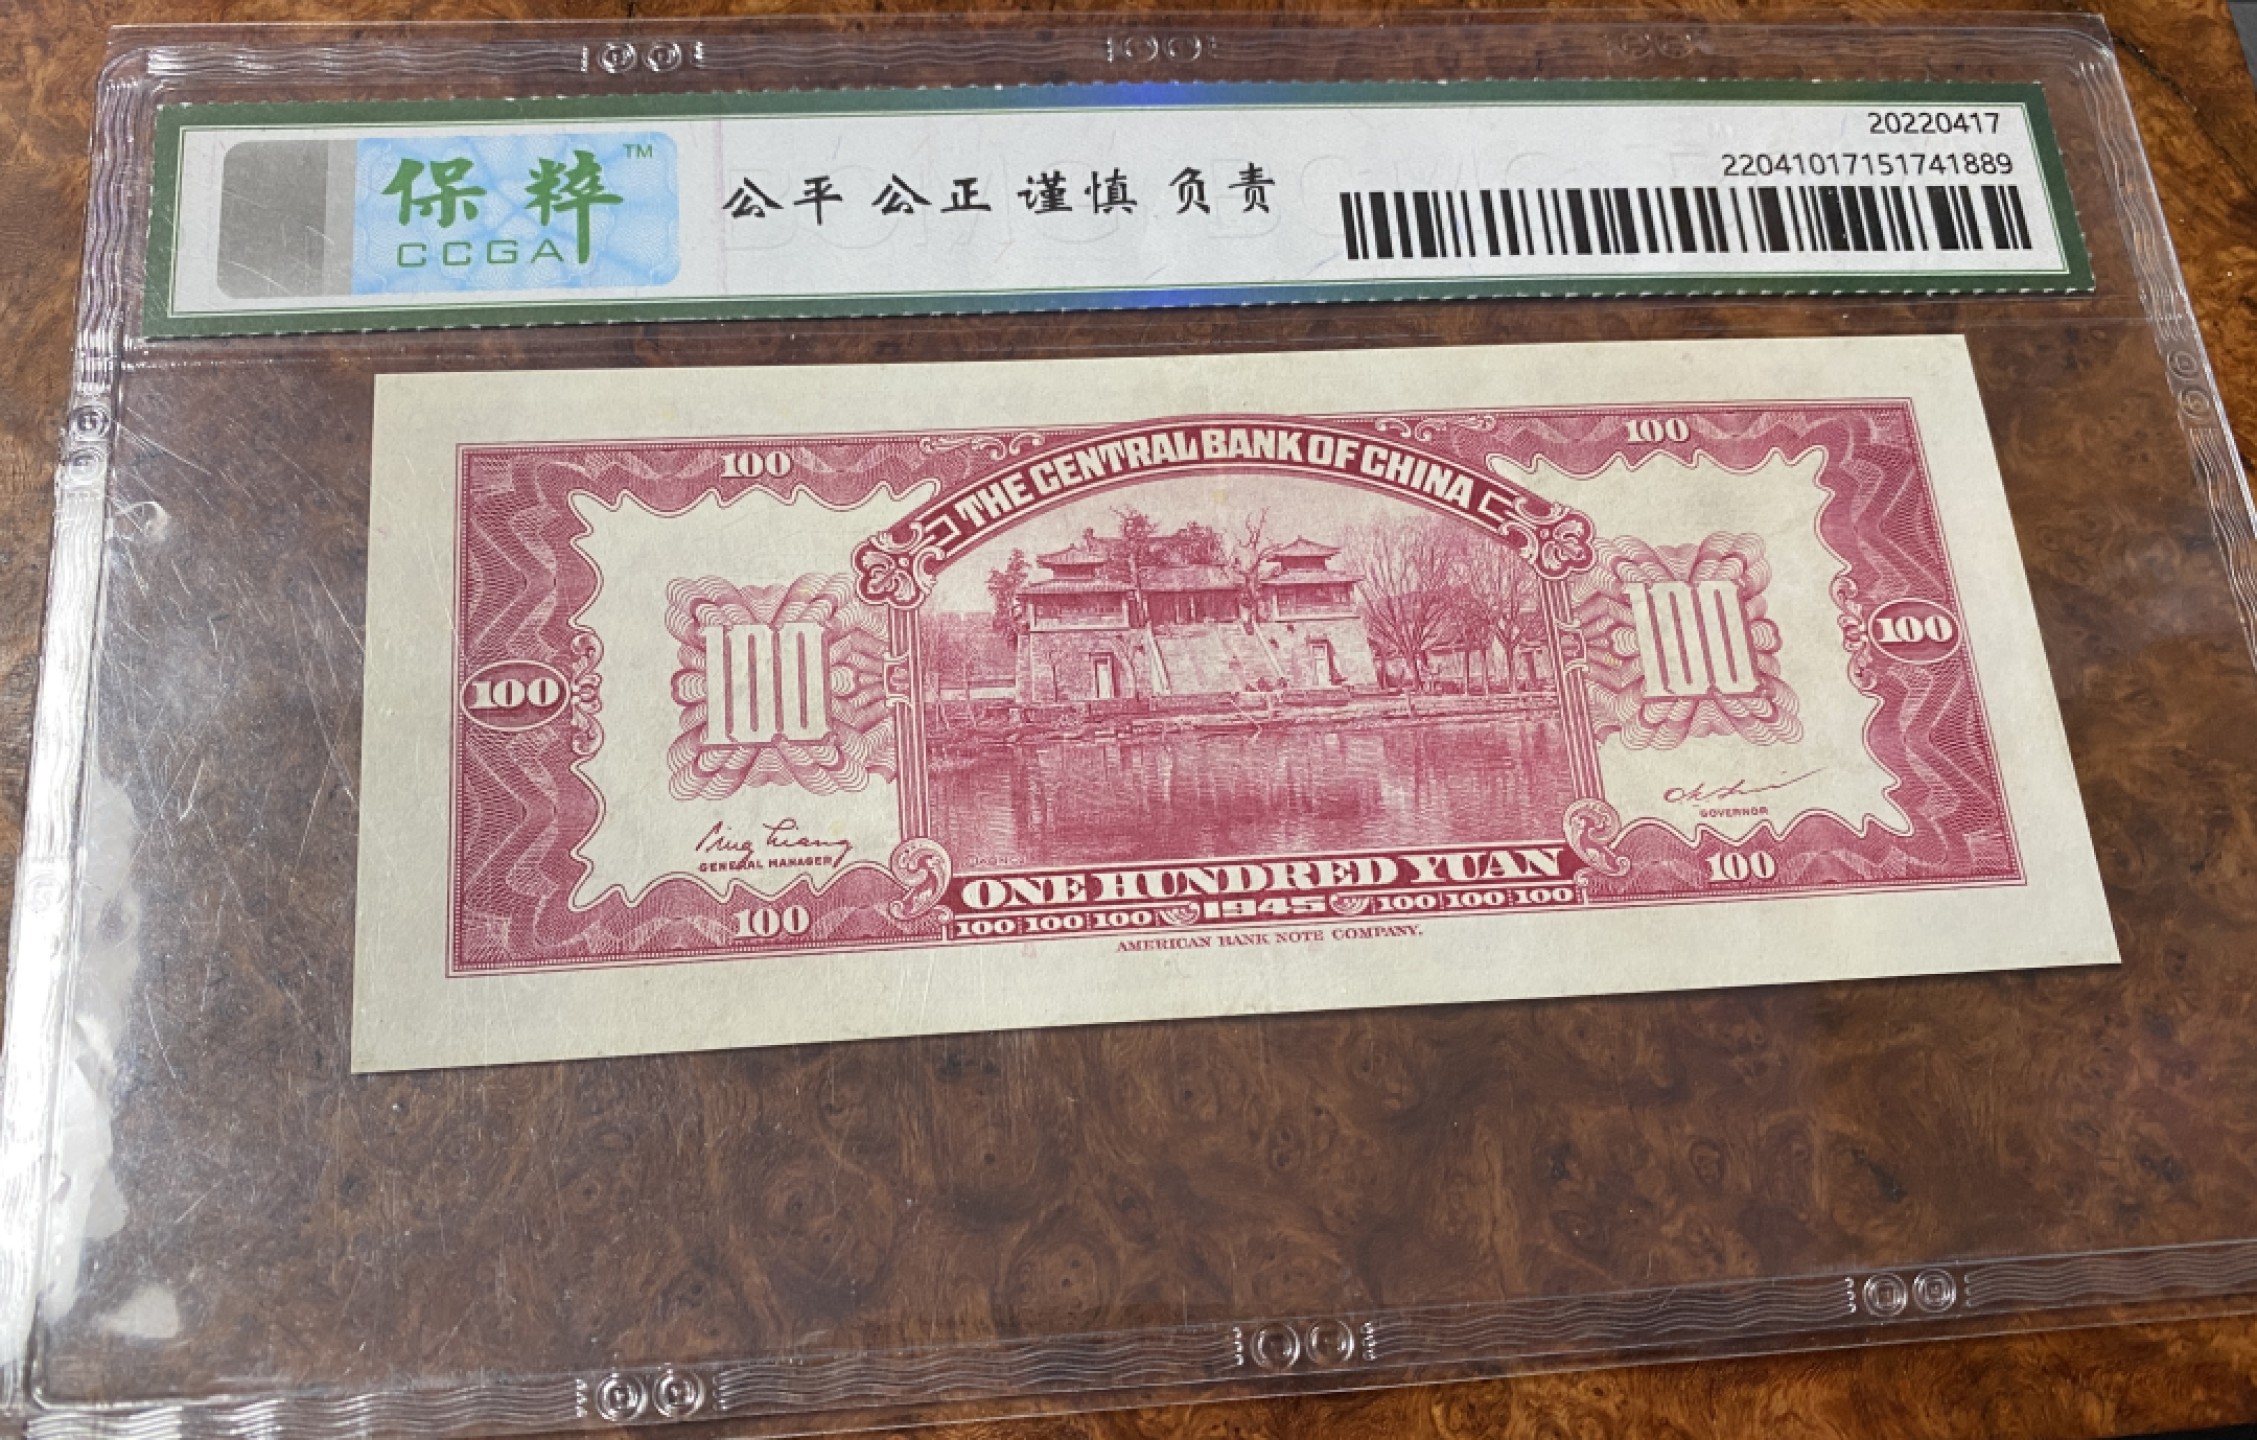 20220417
保粹™
CCGA
公平 公正 谨慎 负责
22041017151741889
THE CENTRAL BANK OF CHINA
100
100
100
100
100
100
GENERAL MANAGER
GOVERNOR
100
100
ONE HUNDRED YUAN
100 100 100 1945 100 100 100
AMERICAN BANK NOTE COMPANY.